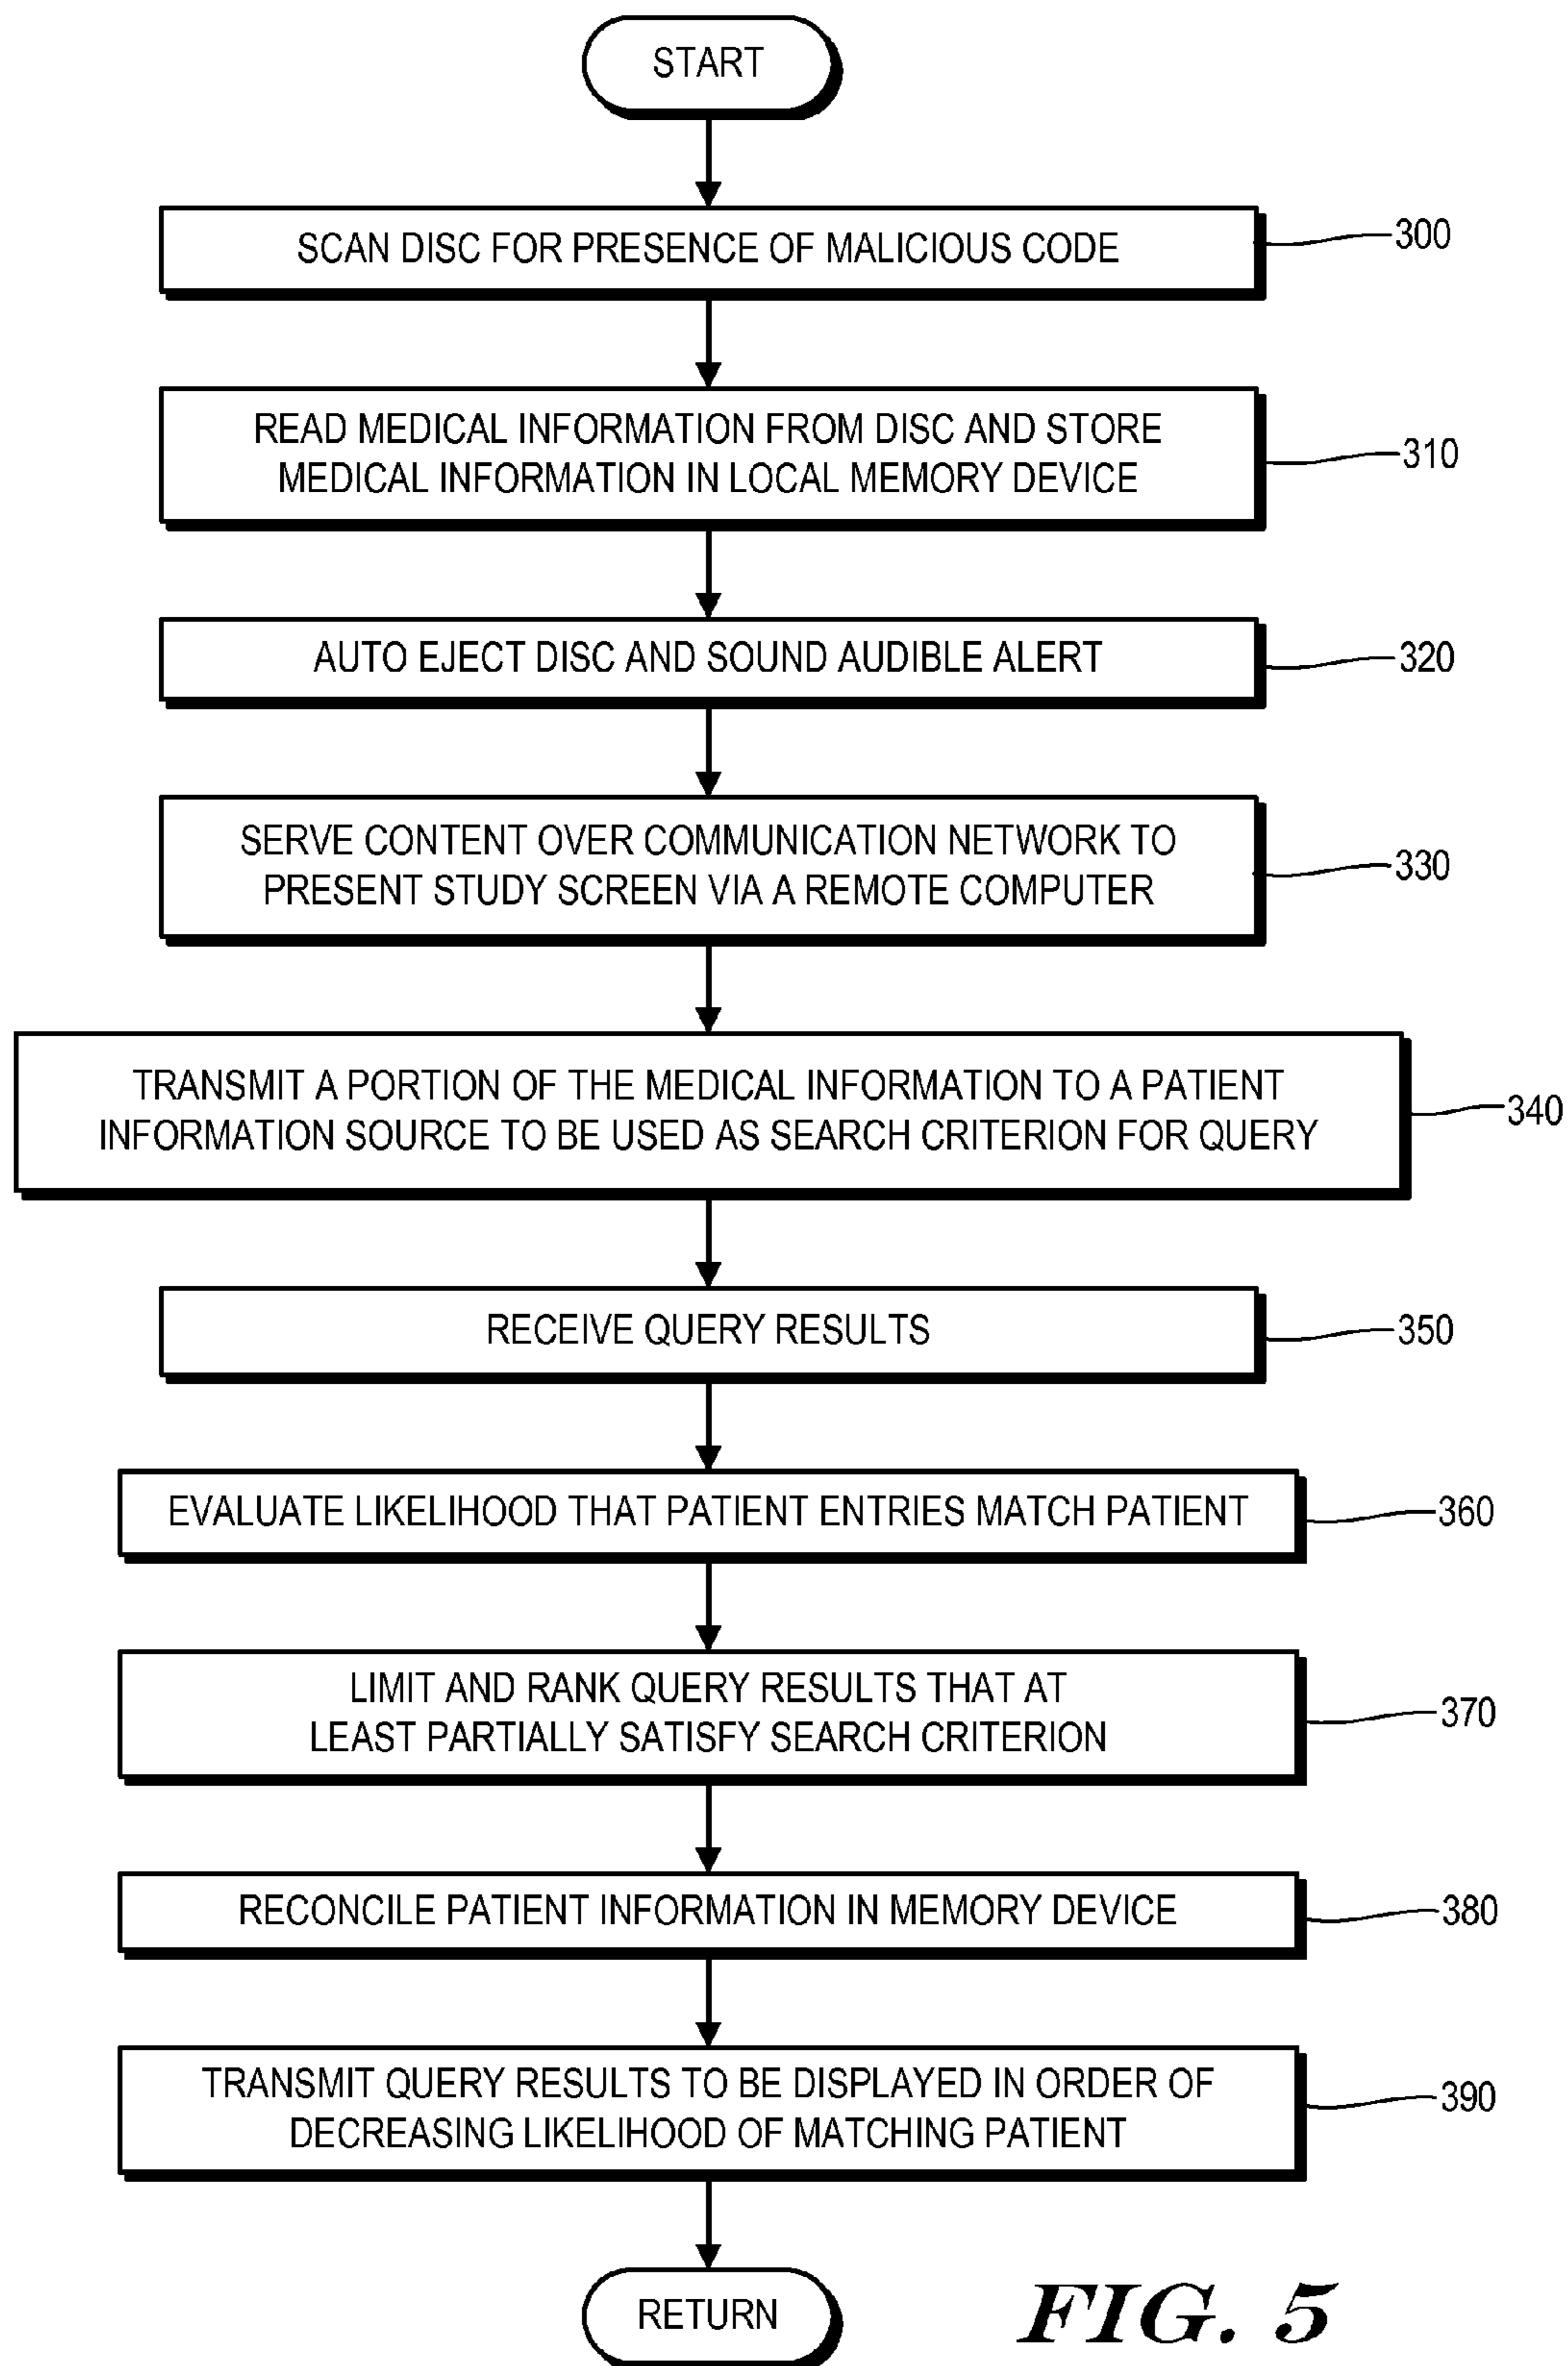 START
SCAN DISC FOR PRESENCE OF MALICIOUS CODE
300
READ MEDICAL INFORMATION FROM DISC AND STORE
MEDICAL INFORMATION IN LOCAL MEMORY DEVICE
310
AUTO EJECT DISC AND SOUND AUDIBLE ALERT
320
SERVE CONTENT OVER COMMUNICATION NETWORK TO
PRESENT STUDY SCREEN VIA A REMOTE COMPUTER
330
TRANSMIT A PORTION OF THE MEDICAL INFORMATION TO A PATIENT
INFORMATION SOURCE TO BE USED AS SEARCH CRITERION FOR QUERY
340
RECEIVE QUERY RESULTS
350
EVALUATE LIKELIHOOD THAT PATIENT ENTRIES MATCH PATIENT
360
LIMIT AND RANK QUERY RESULTS THAT AT
LEAST PARTIALLY SATISFY SEARCH CRITERION
370
RECONCILE PATIENT INFORMATION IN MEMORY DEVICE
380
TRANSMIT QUERY RESULTS TO BE DISPLAYED IN ORDER OF
DECREASING LIKELIHOOD OF MATCHING PATIENT
390
RETURN
FIG. 5